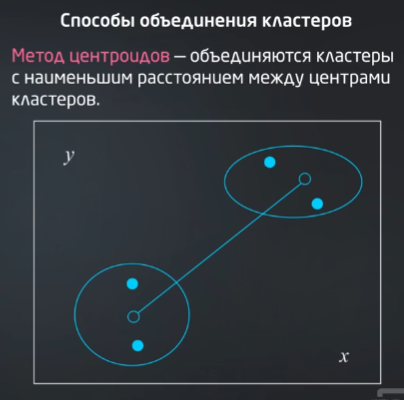 Способы объединения кластеров
Метод центроидов — объединяются кластеры
с наименьшим расстоянием между центрами
кластеров.
y
x